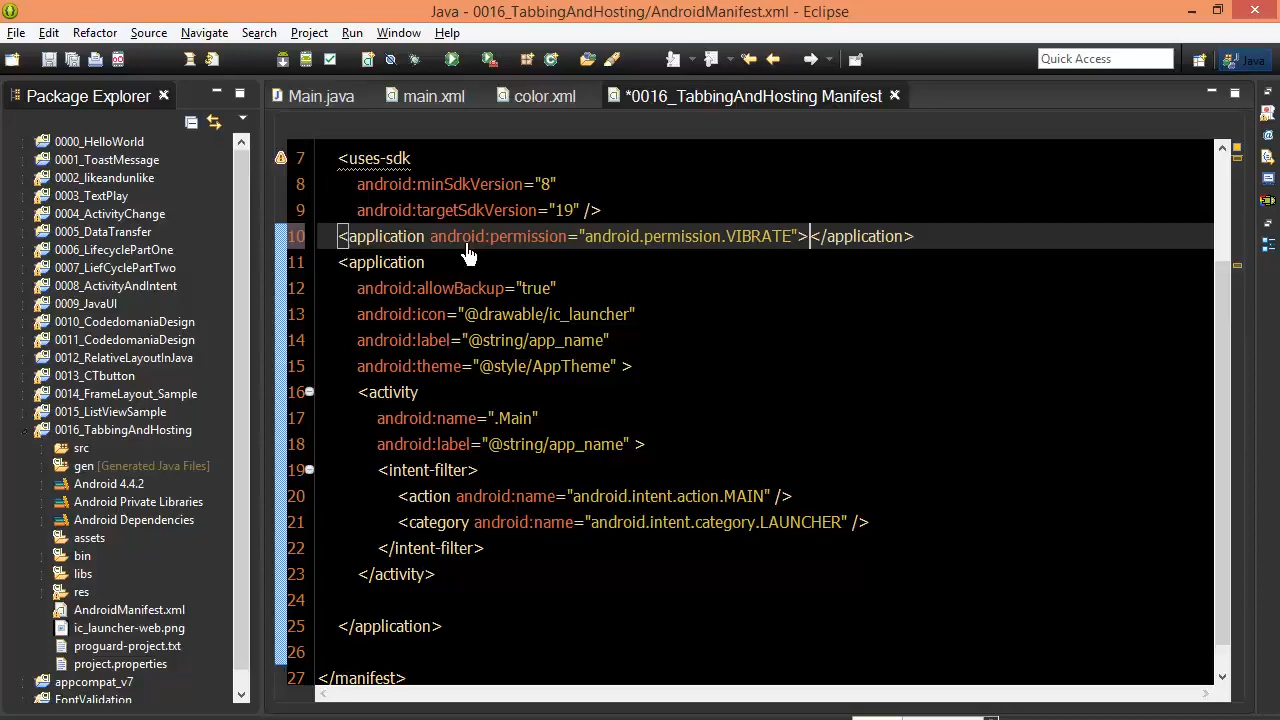 Java - 0016_TabbingAndHosting/AndroidManifest.xml - Eclipse
File Edit Refactor Source Navigate Search Project Run Window Help
Quick Access
Java
Package Explorer
Main.java
main.xml
color.xml
*0016_TabbingAndHosting Manifest
0000_HelloWorld
0001_ToastMessage
0002_likeandunlike
0003_TextPlay
0004_ActivityChange
0005_DataTransfer
0006_LifecyclePartOne
0007_LiefCyclePartTwo
0008_ActivityAndIntent
0009_JavaUI
0010_CodedomaniaDesign
0011_CodedomaniaDesign
0012_RelativeLayoutInJava
0013_CTbutton
0014_FrameLayout_Sample
0015_ListViewSample
0016_TabbingAndHosting
src
gen [Generated Java Files]
Android 4.4.2
Android Private Libraries
Android Dependencies
assets
bin
libs
res
AndroidManifest.xml
ic_launcher-web.png
proguard-project.txt
project.properties
appcompat_v7
FontValidation
7 <uses-sdk
8 android:minSdkVersion="8"
9 android:targetSdkVersion="19" />
10 <application android:permission="android.permission.VIBRATE"></application>
11 <application
12 android:allowBackup="true"
13 android:icon="@drawable/ic_launcher"
14 android:label="@string/app_name"
15 android:theme="@style/AppTheme" >
16 <activity
17 android:name=".Main"
18 android:label="@string/app_name" >
19 <intent-filter>
20 <action android:name="android.intent.action.MAIN" />
21 <category android:name="android.intent.category.LAUNCHER" />
22 </intent-filter>
23 </activity>
24
25 </application>
26
27 </manifest>